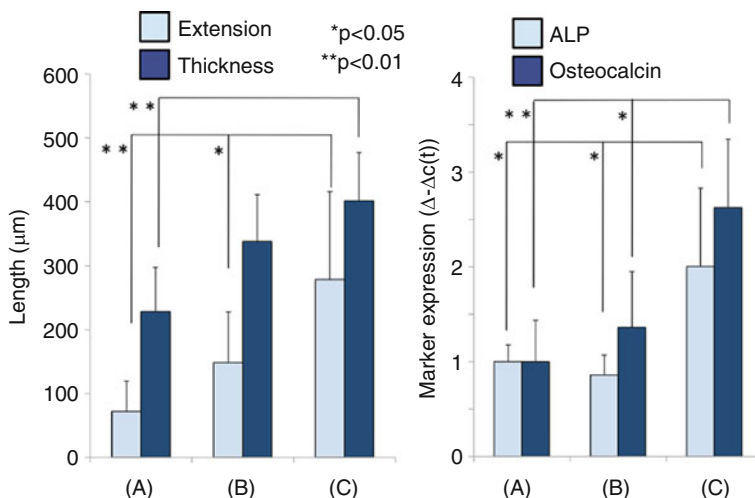 Extension
Thickness
*p<0.05
**p<0.01
Length (μm)
600
500
400
300
200
100
0
**
**
*
(A)
(B)
(C)
ALP
Osteocalcin
Marker expression (Δ-Δc(t))
4
3
2
1
0
**
*
*
*
(A)
(B)
(C)